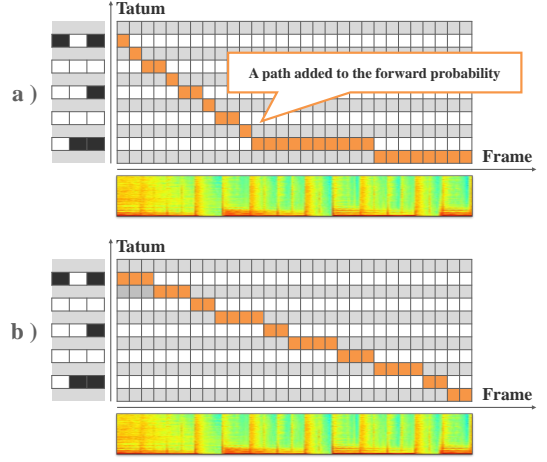 Tatum
a )
A path added to the forward probability
Frame
Tatum
b )
Frame